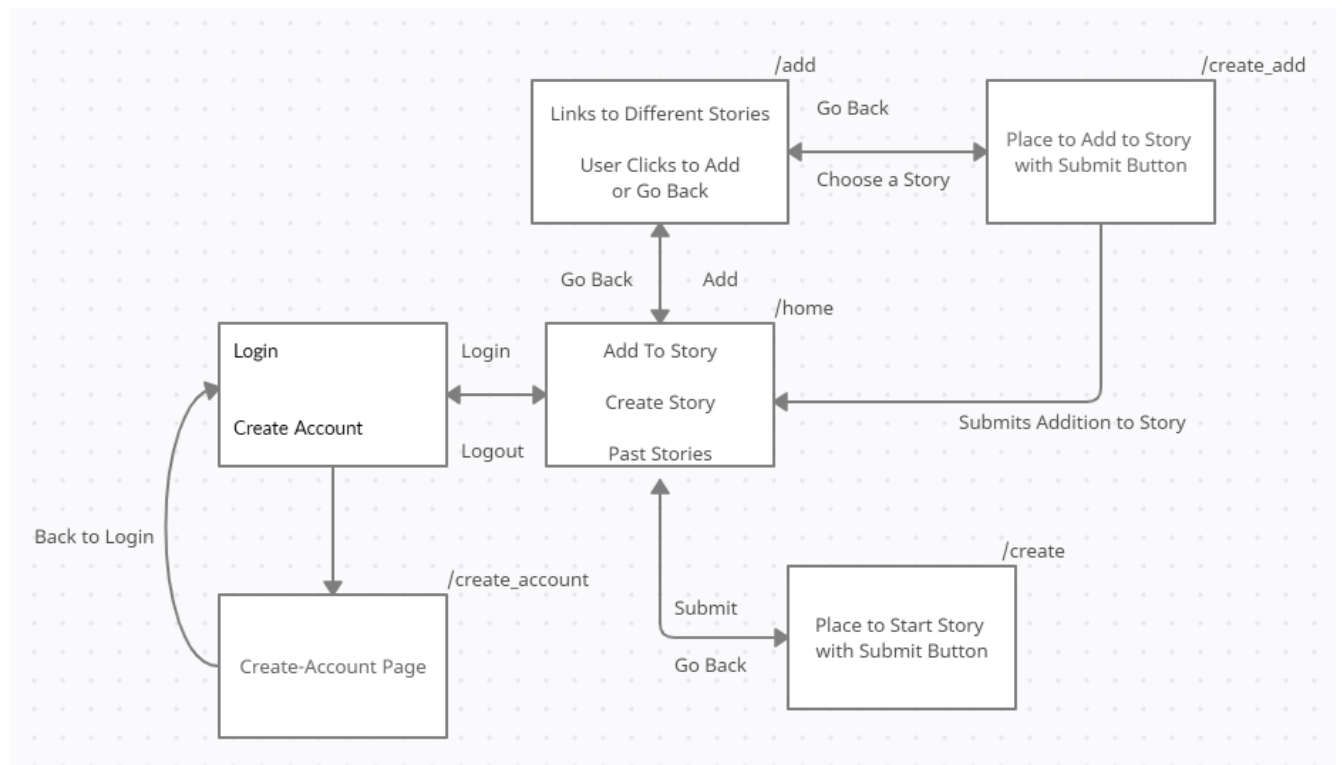 /add
/create_add
Links to Different Stories
User Clicks to Add
or Go Back
Go Back
Choose a Story
Place to Add to Story
with Submit Button
Go Back
Add
/home
Login
Create Account
Login
Logout
Add To Story
Create Story
Past Stories
Submits Addition to Story
Back to Login
/create_account
Create-Account Page
Submit
Go Back
/create
Place to Start Story
with Submit Button